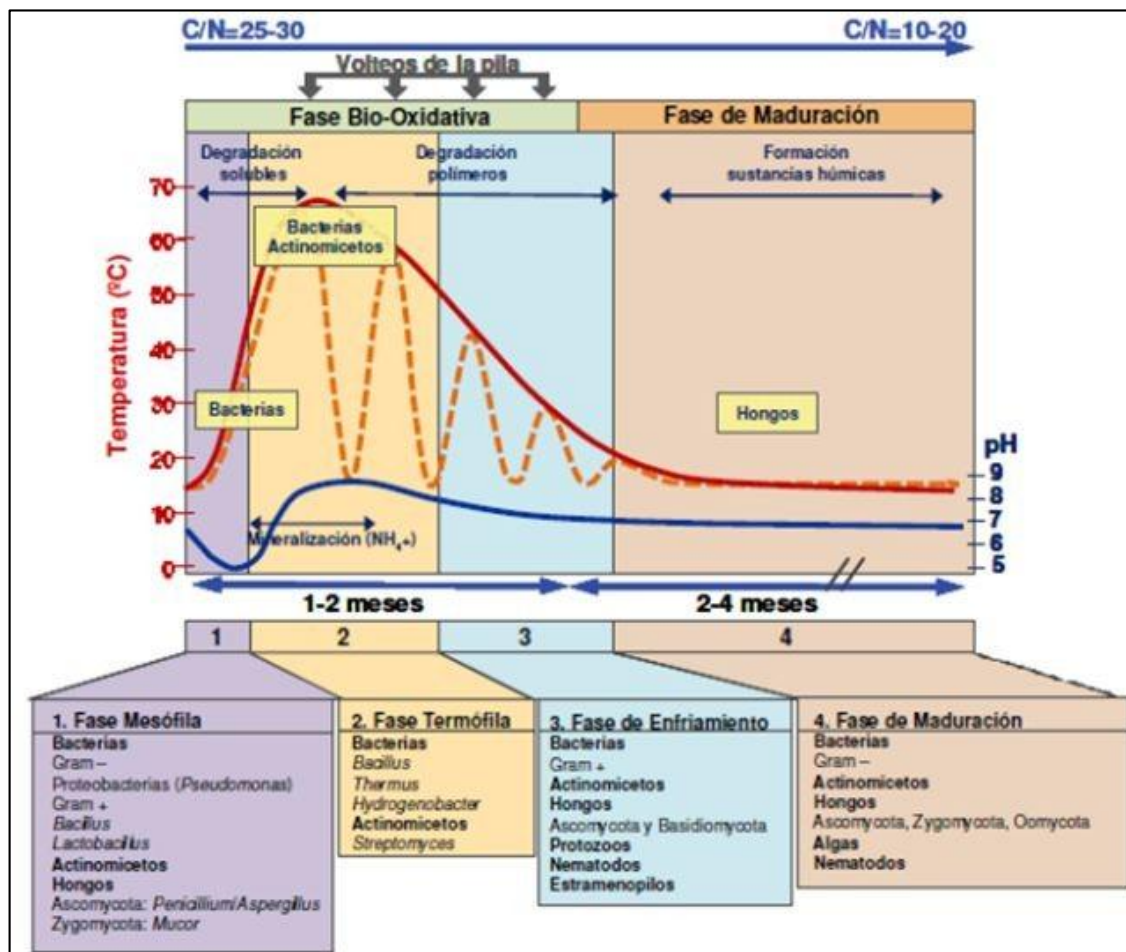 C/N=25-30
C/N=10-20
Volteos de la pila
Fase Bio-Oxidativa
Fase de Maduración
Degradación
solubles
Degradación
polímeros
Formación
sustancias húmicas
Temperatura (ºC)
70
60
50
40
30
20
10
0
Bacterias
Actinomicetos
Bacterias
Hongos
pH
9
8
7
6
5
Mineralización (NH₄+)
1-2 meses
2-4 meses
1
2
3
4
1. Fase Mesófila
Bacterias
Gram –
Proteobacterias (Pseudomonas)
Gram +
Bacillus
Lactobacillus
Actinomicetos
Hongos
Ascomycota: Penicillium/Aspergillus
Zygomycota: Mucor
2. Fase Termófila
Bacterias
Bacillus
Thermus
Hydrogenobacter
Actinomicetos
Streptomyces
3. Fase de Enfriamiento
Bacterias
Gram +
Actinomicetos
Hongos
Ascomycota y Basidiomycota
Protozoos
Nematodos
Estramenopilos
4. Fase de Maduración
Bacterias
Gram –
Actinomicetos
Hongos
Ascomycota, Zygomycota, Oomycota
Algas
Nematodos